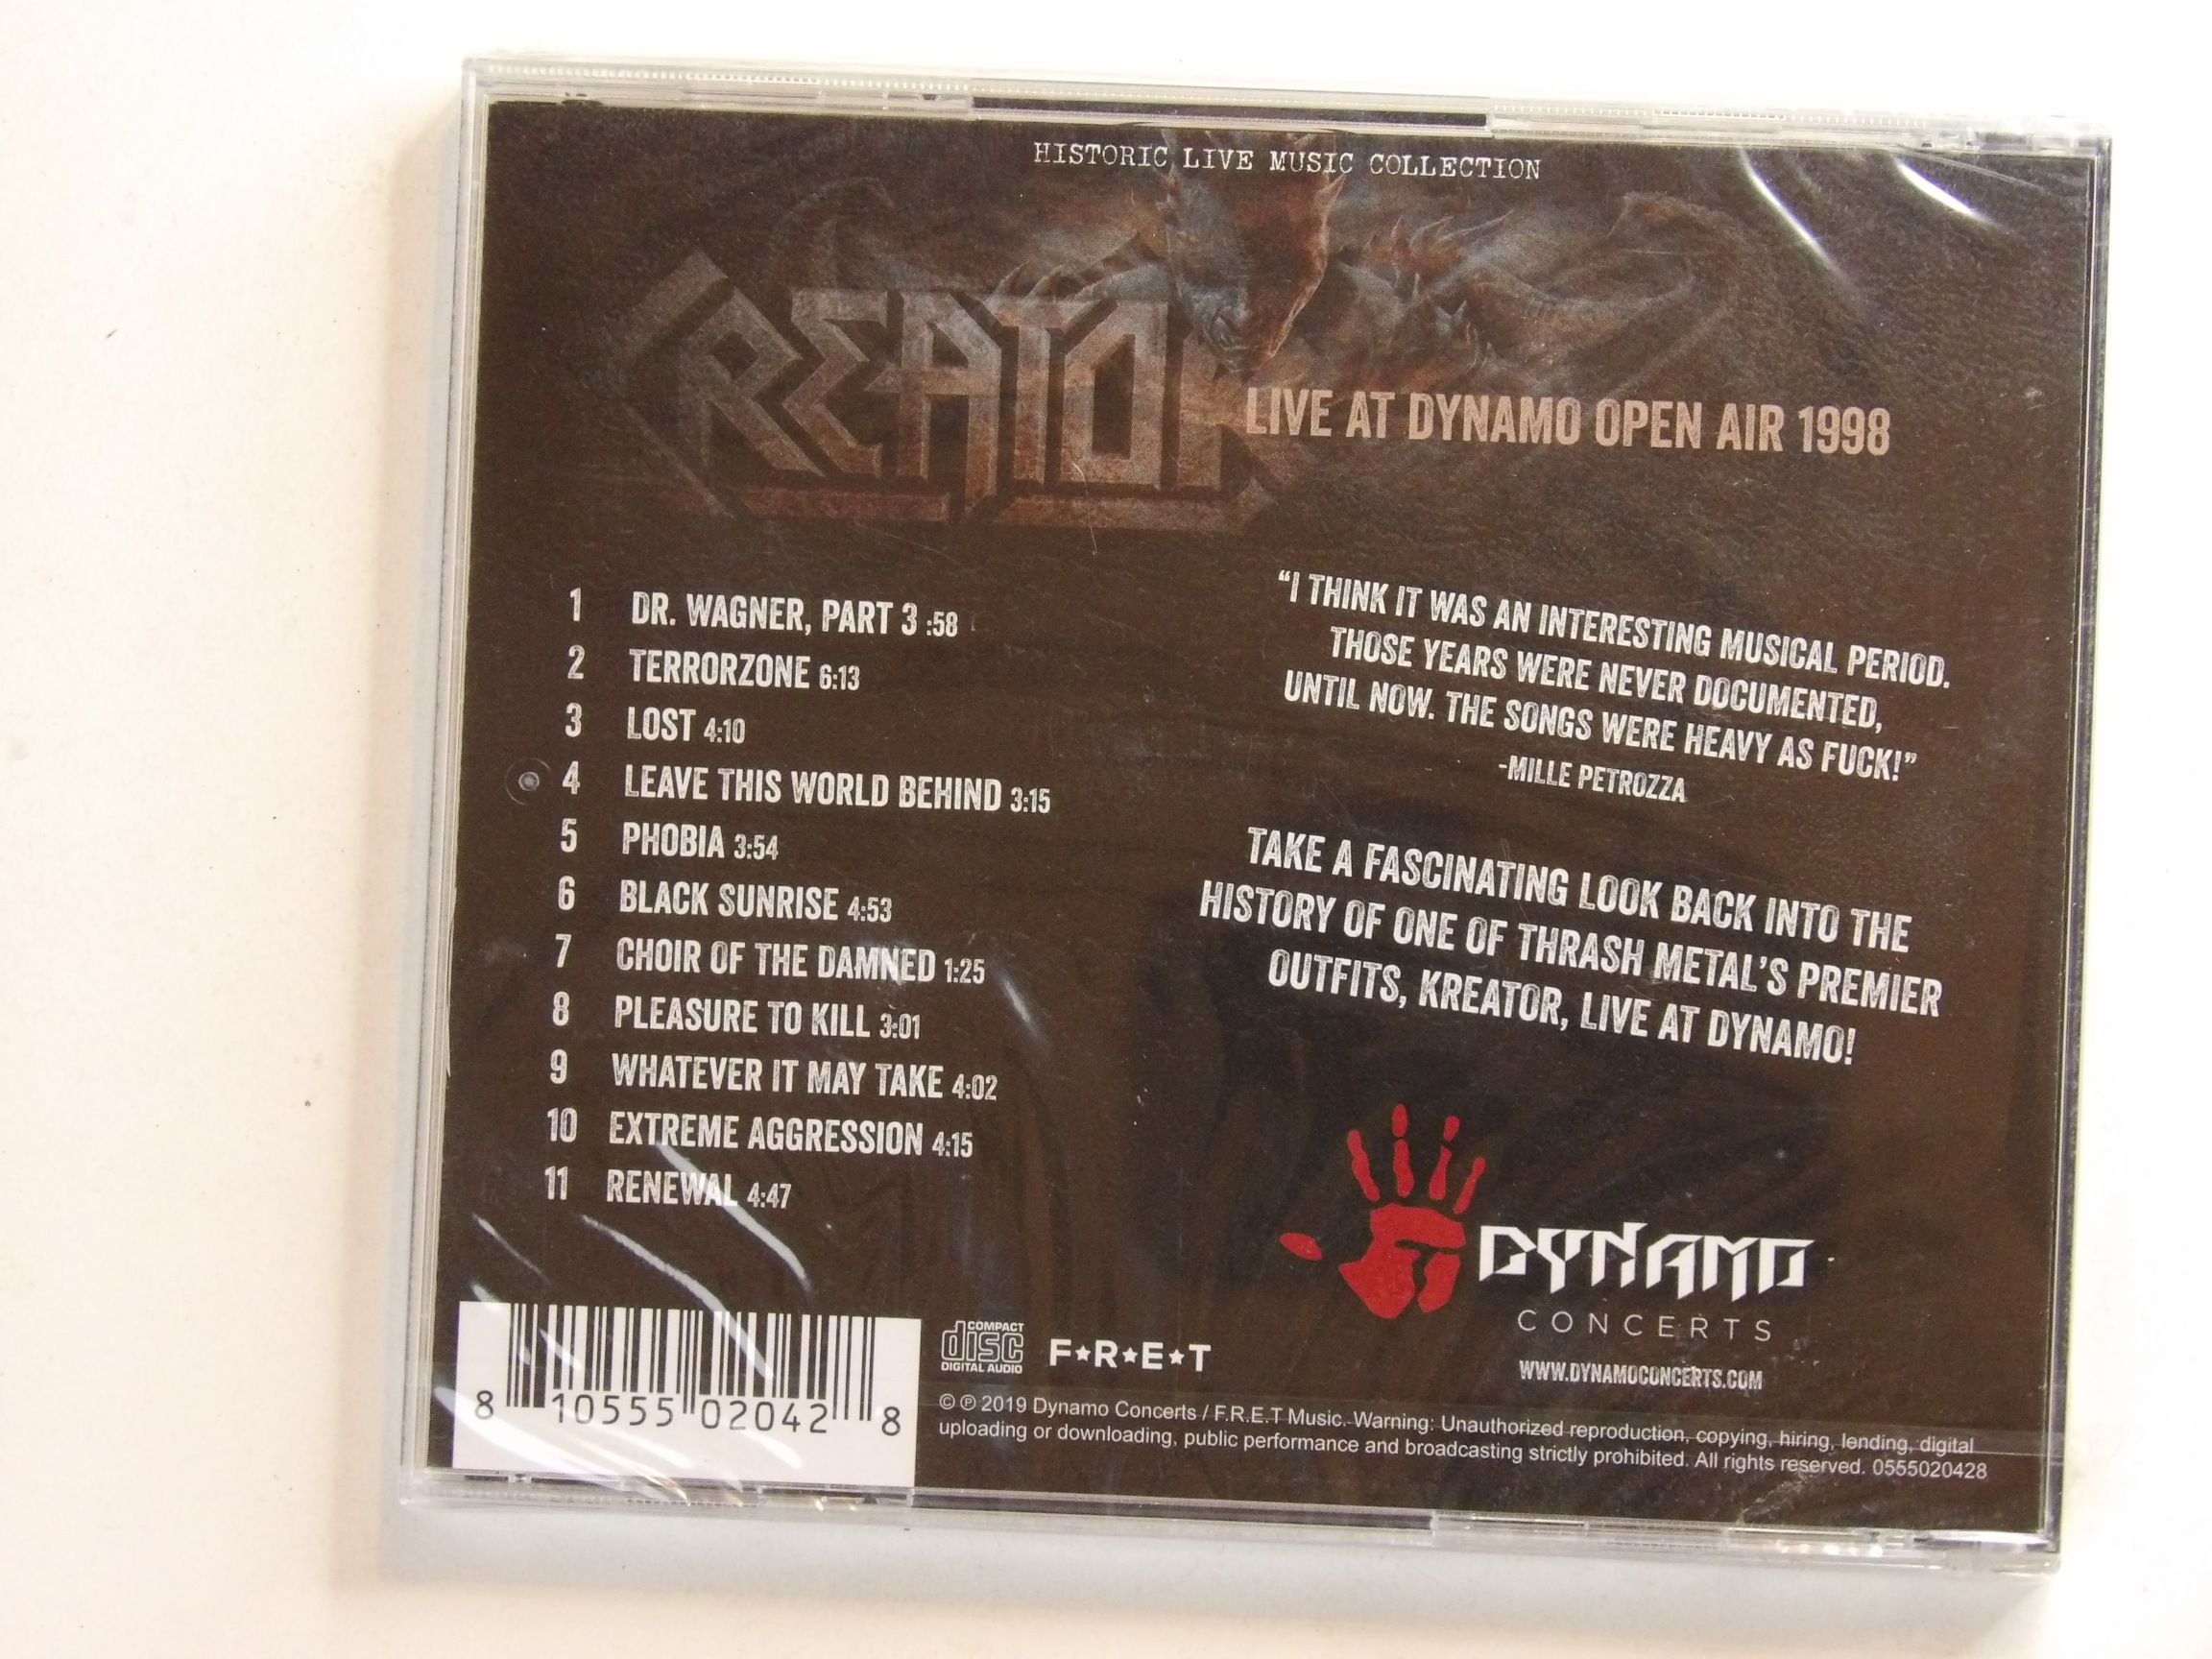 HISTORIC LIVE MUSIC COLLECTION
KREATOR
LIVE AT DYNAMO OPEN AIR 1998
1 DR. WAGNER, PART 3 :58
2 TERRORZONE 6:13
3 LOST 4:10
4 LEAVE THIS WORLD BEHIND 3:15
5 PHOBIA 3:54
6 BLACK SUNRISE 4:53
7 CHOIR OF THE DAMNED 1:25
8 PLEASURE TO KILL 3:01
9 WHATEVER IT MAY TAKE 4:02
10 EXTREME AGGRESSION 4:15
11 RENEWAL 4:47
“I THINK IT WAS AN INTERESTING MUSICAL PERIOD.
THOSE YEARS WERE NEVER DOCUMENTED,
UNTIL NOW. THE SONGS WERE HEAVY AS FUCK!”
-MILLE PETROZZA
TAKE A FASCINATING LOOK BACK INTO THE
HISTORY OF ONE OF THRASH METAL'S PREMIER
OUTFITS, KREATOR, LIVE AT DYNAMO!
DYNAMO
CONCERTS
WWW.DYNAMOCONCERTS.COM
8 10555 02042 8
COMPACT
disc
DIGITAL AUDIO
F★R★E★T
© ℗ 2019 Dynamo Concerts / F.R.E.T Music. Warning: Unauthorized reproduction, copying, hiring, lending, digital
uploading or downloading, public performance and broadcasting strictly prohibited. All rights reserved. 0555020428